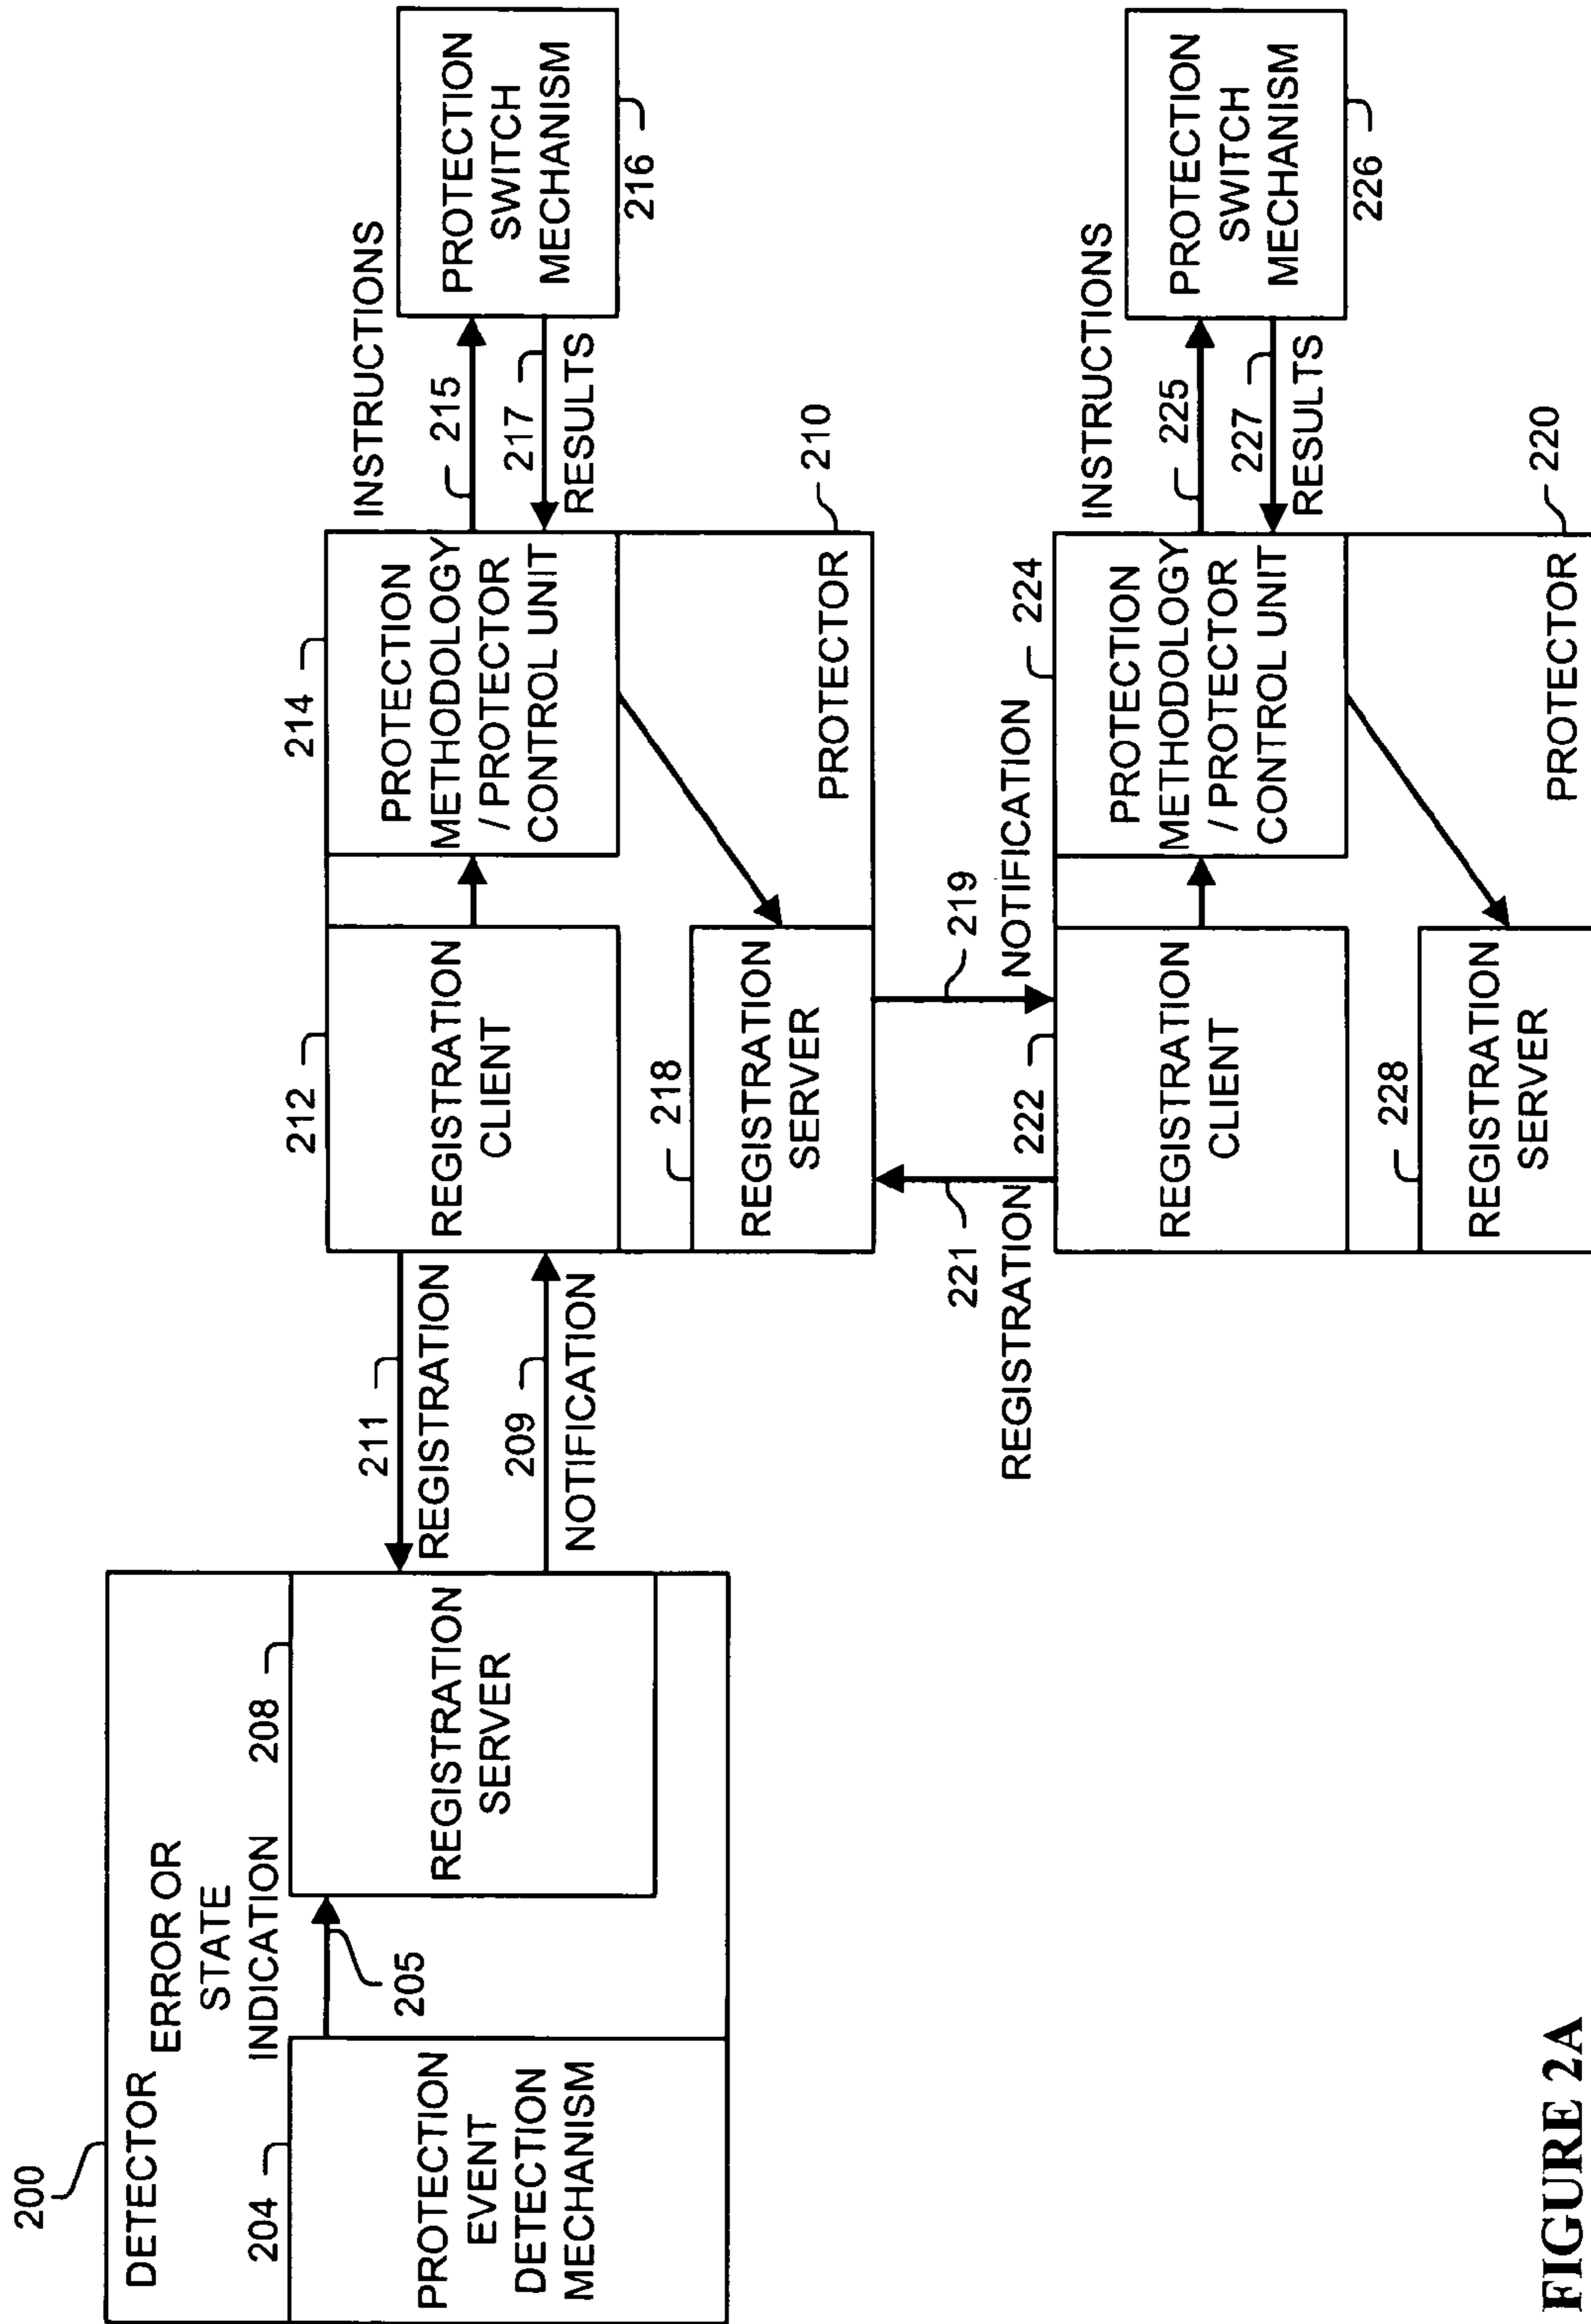 200
DETECTOR
ERROR OR
STATE
INDICATION
204
208
PROTECTION
EVENT
DETECTION
MECHANISM
205
REGISTRATION
SERVER
211
REGISTRATION
209
NOTIFICATION
212
REGISTRATION
CLIENT
214
PROTECTION
METHODOLOGY
/ PROTECTOR
CONTROL UNIT
218
REGISTRATION
SERVER
PROTECTOR
210
INSTRUCTIONS
215
217
RESULTS
PROTECTION
SWITCH
MECHANISM
216
221
REGISTRATION
219
NOTIFICATION
222
REGISTRATION
CLIENT
224
PROTECTION
METHODOLOGY
/ PROTECTOR
CONTROL UNIT
228
REGISTRATION
SERVER
PROTECTOR
220
INSTRUCTIONS
225
227
RESULTS
PROTECTION
SWITCH
MECHANISM
226
FIGURE 2A